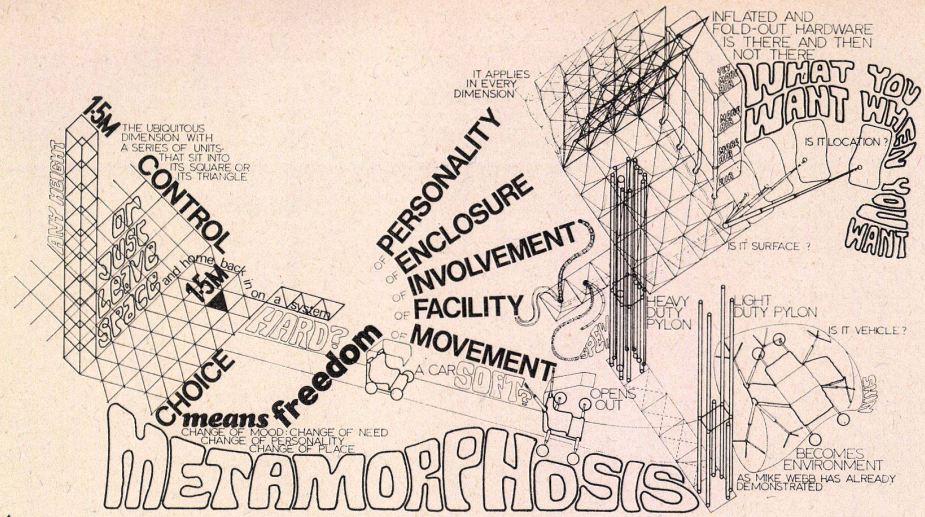 1·5M
THE UBIQUITOUS
DIMENSION WITH
A SERIES OF UNITS·
THAT SIT INTO
ITS SQUARE OR
ITS TRIANGLE
ANY HEIGHT
OR
JUST
LEAVE
SPACE
CONTROL
and home back in on a system
1·5M
HARD?
CHOICE
means freedom
OF PERSONALITY
OF ENCLOSURE
OF INVOLVEMENT
OF FACILITY
OF MOVEMENT
CHANGE OF MOOD: CHANGE OF NEED
CHANGE OF PERSONALITY
CHANGE OF PLACE
METAMORPHOSIS
IT APPLIES
IN EVERY
DIMENSION
INFLATED AND
FOLD-OUT HARDWARE
IS THERE AND THEN
NOT THERE
WHAT YOU
WANT WHEN YOU
WANT
IS IT LOCATION?
IS IT SURFACE ?
HEAVY
DUTY
PYLON
LIGHT
DUTY PYLON
IS IT VEHICLE?
A CAR
SOFT?
OPENS
OUT
BECOMES
ENVIRONMENT
AS MIKE WEBB HAS ALREADY
DEMONSTRATED